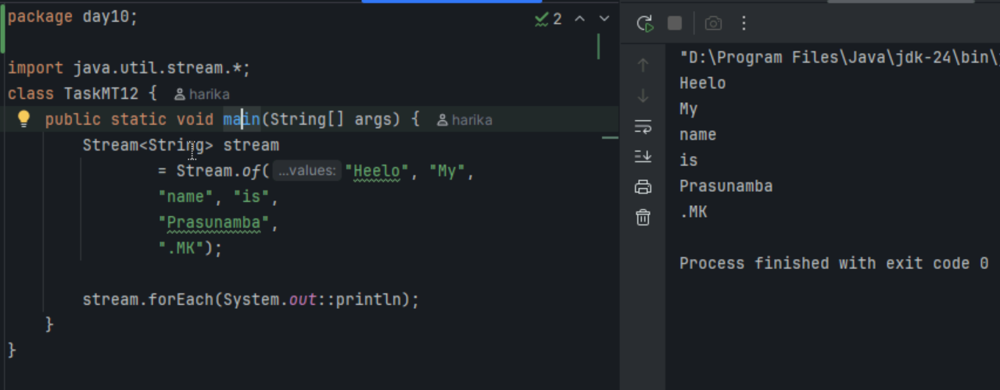 package day10;
2
import java.util.stream.*;
class TaskMT12 { harika
public static void main(String[] args) { harika
Stream<String> stream
= Stream.of( ...values: "Heelo", "My",
"name", "is",
"Prasunamba",
".MK");
stream.forEach(System.out::println);
}
}
"D:\Program Files\Java\jdk-24\bin\
Heelo
My
name
is
Prasunamba
.MK
Process finished with exit code 0